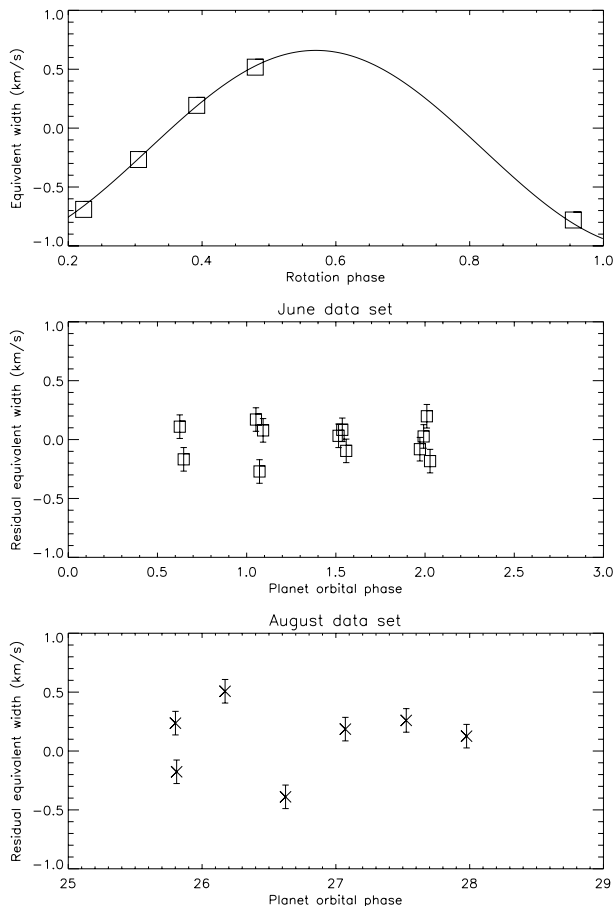 1.0
0.5
0.0
−0.5
−1.0
Equivalent width (km/s)
0.2 0.4 0.6 0.8 1.0
Rotation phase
June data set
1.0
0.5
0.0
−0.5
−1.0
Residual equivalent width (km/s)
0.0 0.5 1.0 1.5 2.0 2.5 3.0
Planet orbital phase
August data set
1.0
0.5
0.0
−0.5
−1.0
Residual equivalent width (km/s)
25 26 27 28 29
Planet orbital phase